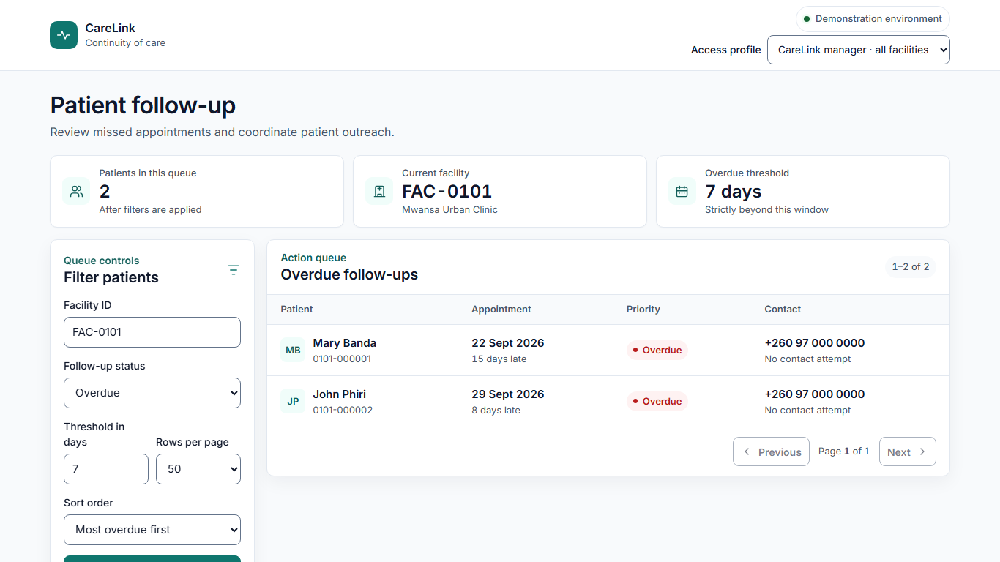 CareLink
Continuity of care
Demonstration environment
Access profile
CareLink manager · all facilities
Patient follow-up
Review missed appointments and coordinate patient outreach.
Patients in this queue
2
After filters are applied
Current facility
FAC-0101
Mwansa Urban Clinic
Overdue threshold
7 days
Strictly beyond this window
Queue controls
Filter patients
Facility ID
FAC-0101
Follow-up status
Overdue
Threshold in
days
7
Rows per page
50
Sort order
Most overdue first
Action queue
Overdue follow-ups
1–2 of 2
Patient Appointment Priority Contact
MB Mary Banda 22 Sept 2026 Overdue +260 97 000 0000
0101-000001 15 days late No contact attempt
JP John Phiri 29 Sept 2026 Overdue +260 97 000 0000
0101-000002 8 days late No contact attempt
Previous Page 1 of 1 Next